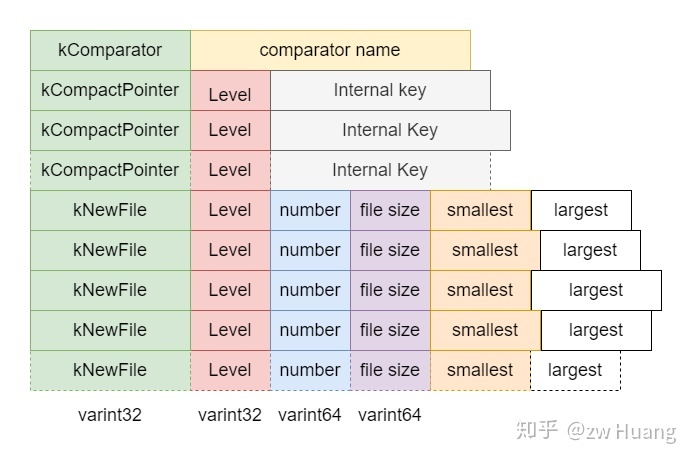 kComparator comparator name
kCompactPointer Level Internal key
kCompactPointer Level Internal Key
kCompactPointer Level Internal Key
kNewFile Level number file size smallest largest
kNewFile Level number file size smallest largest
kNewFile Level number file size smallest largest
kNewFile Level number file size smallest largest
kNewFile Level number file size smallest largest
varint32 varint32 varint64 varint64
知乎 @zw Huang